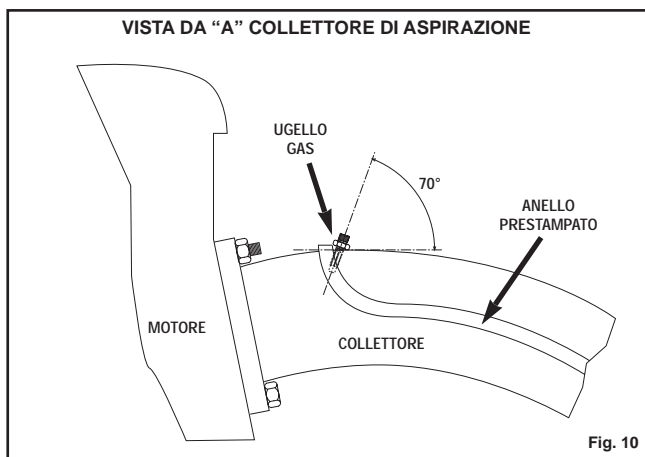 VISTA DA “A” COLLETTORE DI ASPIRAZIONE
UGELLO
GAS
70°
ANELLO
PRESTAMPATO
MOTORE
COLLETTORE
Fig. 10